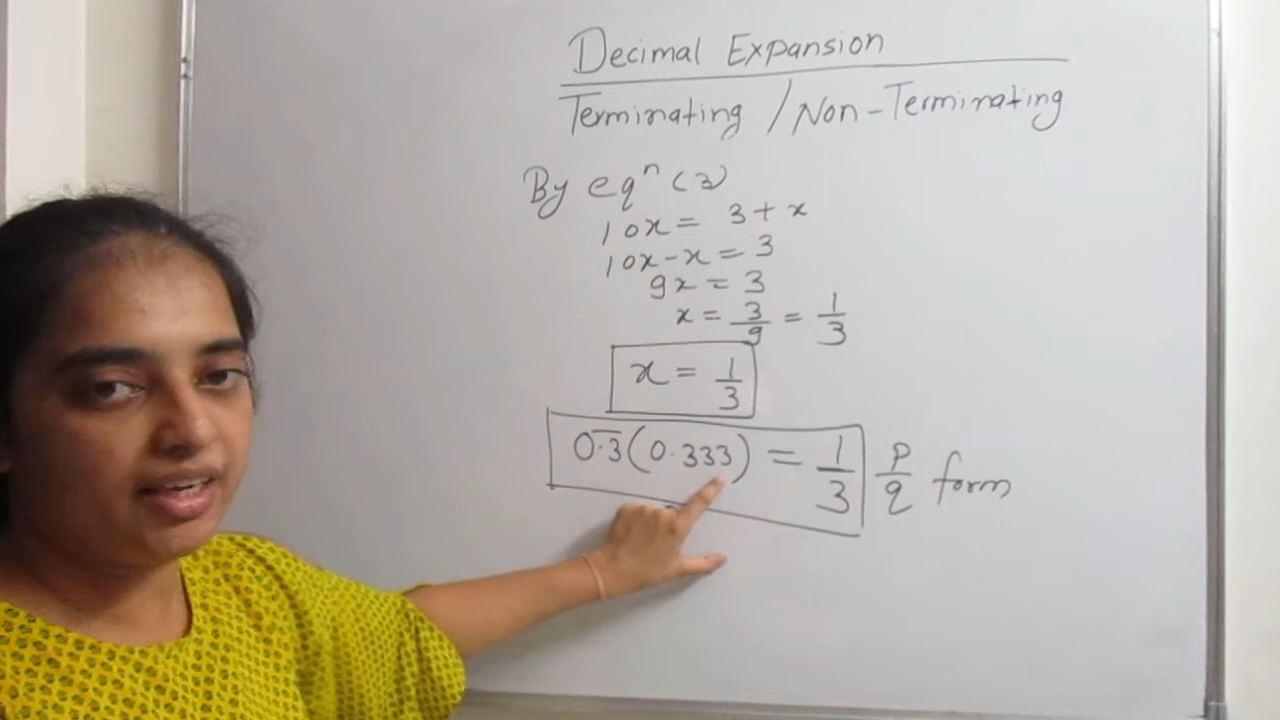 Decimal Expansion
Terminating / Non-Terminating
By eqⁿ (3)
10x = 3 + x
10x - x = 3
9x = 3
x = 3/9 = 1/3
x = 1/3
0.3̅ (0.333) = 1/3 p/q form